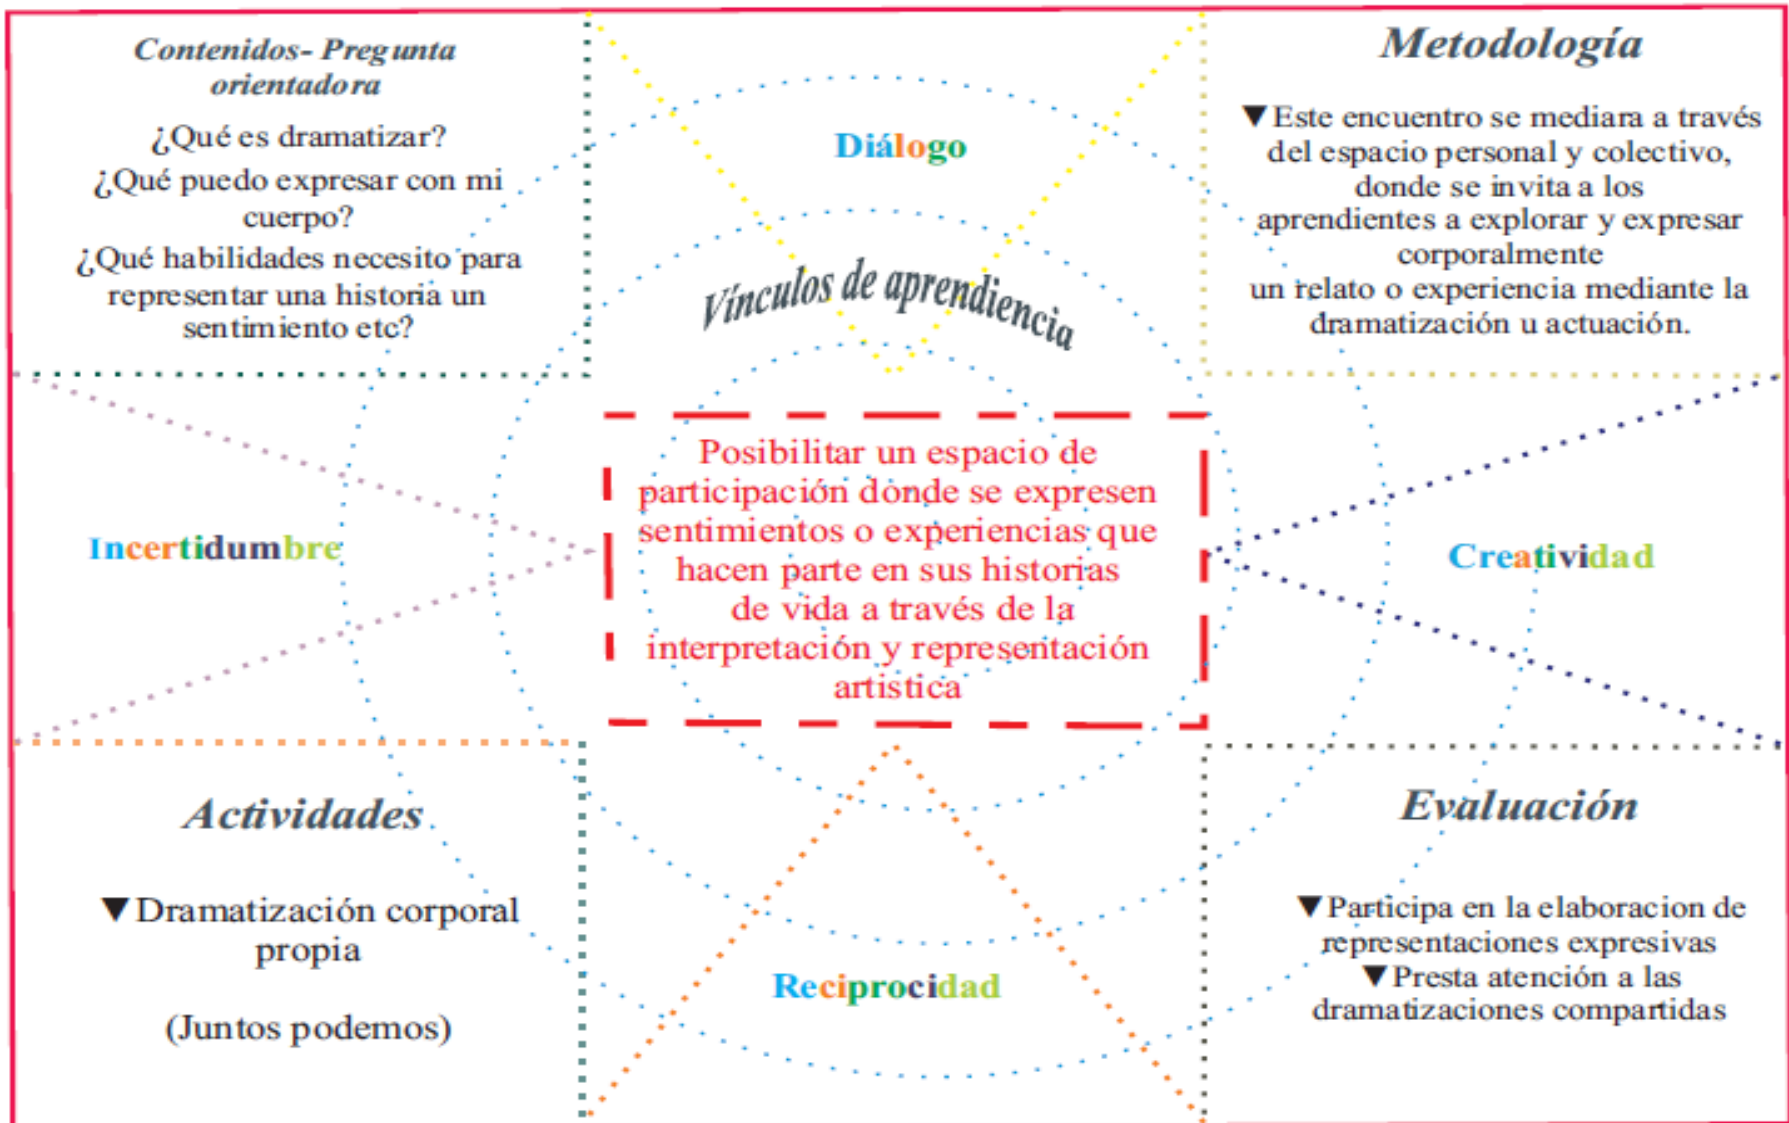 Contenidos- Pregunta
orientadora
¿Qué es dramatizar?
¿Qué puedo expresar con mi
cuerpo?
¿Qué habilidades necesito para
representar una historia un
sentimiento etc?
Diálogo
Vínculos de aprendiencia
Metodología
▼Este encuentro se mediara a través
del espacio personal y colectivo,
donde se invita a los
aprendientes a explorar y expresar
corporalmente
un relato o experiencia mediante la
dramatización u actuación.
Incertidumbre
Posibilitar un espacio de
participación donde se expresen
sentimientos o experiencias que
hacen parte en sus historias
de vida a través de la
interpretación y representación
artistica
Creatividad
Actividades
▼Dramatización corporal
propia
(Juntos podemos)
Reciprocidad
Evaluación
▼Participa en la elaboracion de
representaciones expresivas
▼Presta atención a las
dramatizaciones compartidas